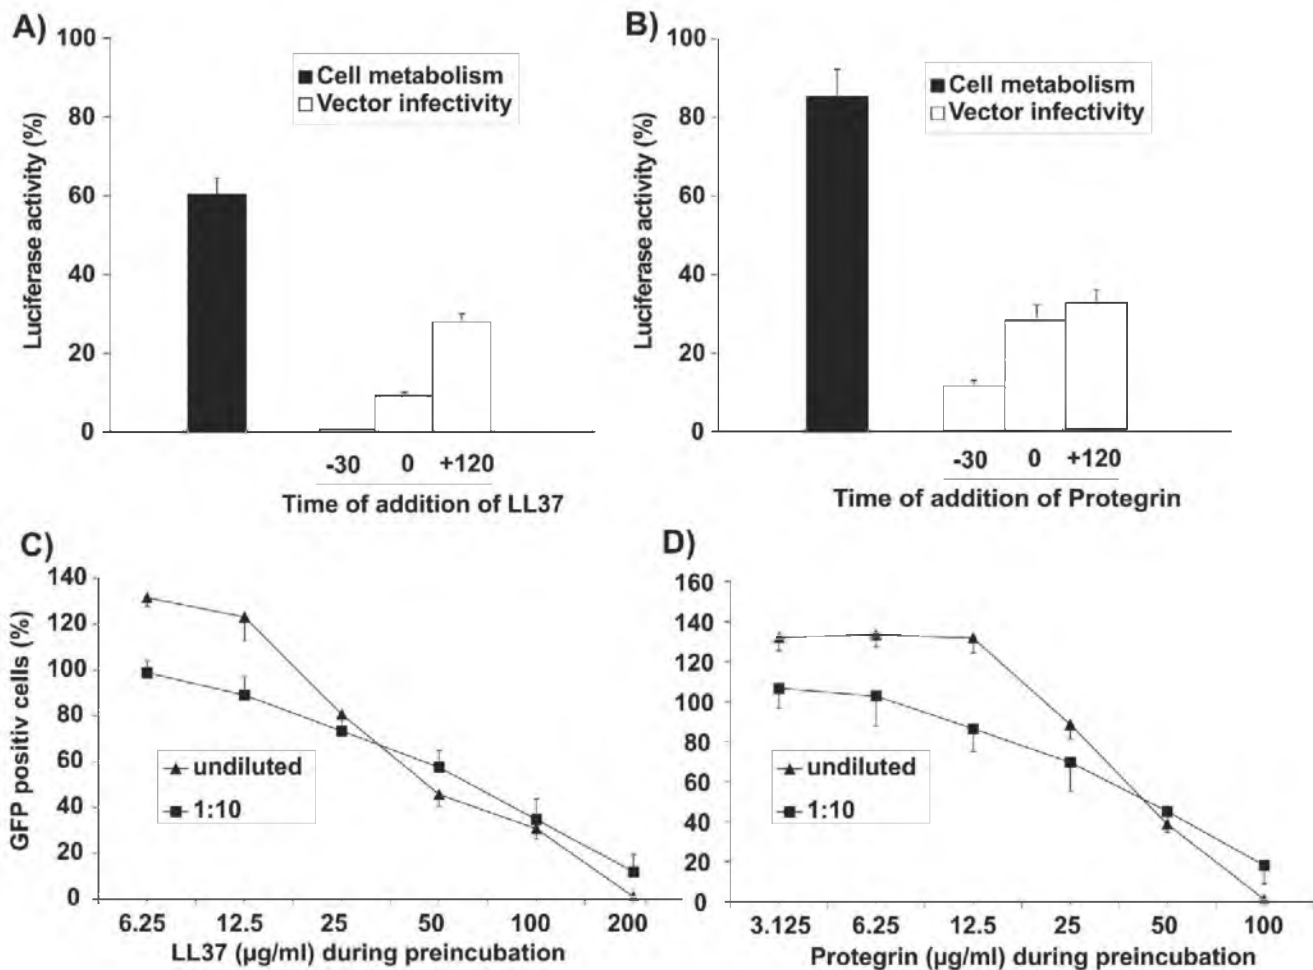 A)
100
80
60
40
20
0
Luciferase activity (%)
Cell metabolism
Vector infectivity
-30 0 +120
Time of addition of LL37
B)
100
80
60
40
20
0
Luciferase activity (%)
Cell metabolism
Vector infectivity
-30 0 +120
Time of addition of Protegrin
C)
140
120
100
80
60
40
20
0
GFP positiv cells (%)
undiluted
1:10
6.25 12.5 25 50 100 200
LL37 (µg/ml) during preincubation
D)
160
140
120
100
80
60
40
20
0
undiluted
1:10
3.125 6.25 12.5 25 50 100
Protegrin (µg/ml) during preincubation